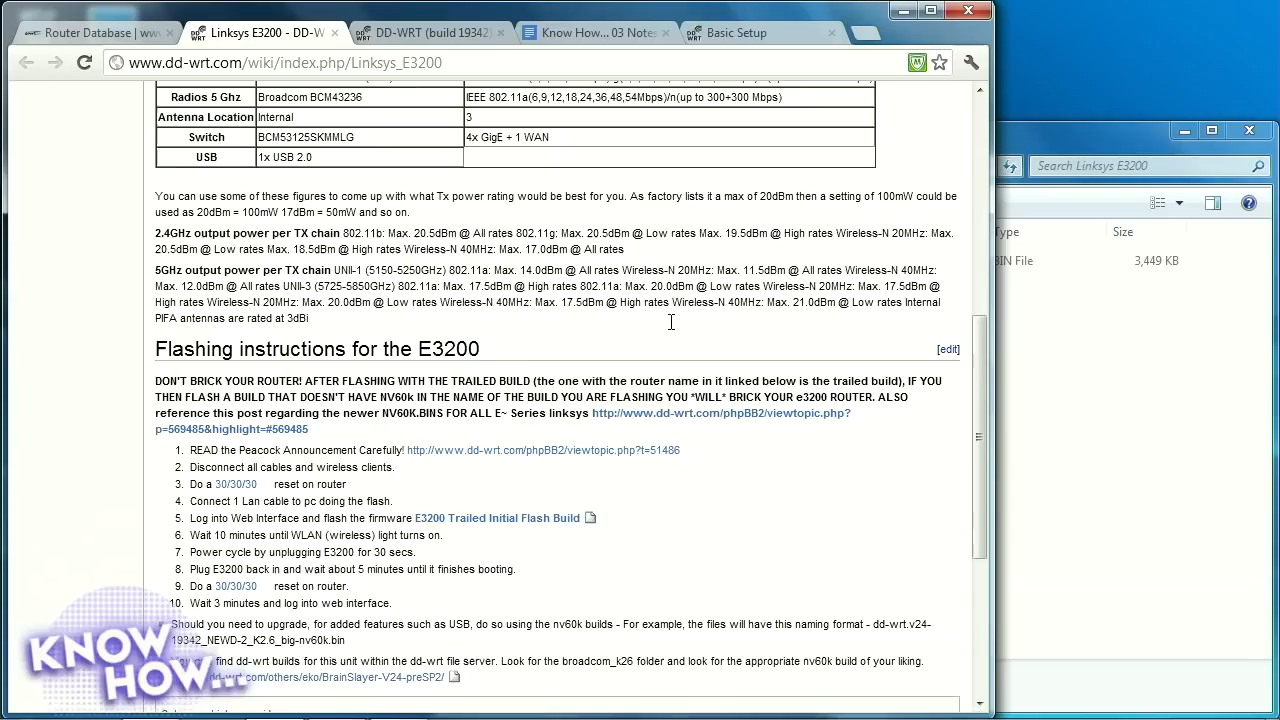 Router Database | www
Linksys E3200 - DD-W
DD-WRT (build 19342)
Know How... 03 Notes
Basic Setup
www.dd-wrt.com/wiki/index.php/Linksys_E3200
Radios 5 Ghz Broadcom BCM43236 IEEE 802.11a(6,9,12,18,24,36,48,54Mbps)/n(up to 300+300 Mbps)
Antenna Location Internal 3
Switch BCM53125SKMMLG 4x GigE + 1 WAN
USB 1x USB 2.0
You can use some of these figures to come up with what Tx power rating would be best for you. As factory lists it a max of 20dBm then a setting of 100mW could be
used as 20dBm = 100mW 17dBm = 50mW and so on.
2.4GHz output power per TX chain 802.11b: Max. 20.5dBm @ All rates 802.11g: Max. 20.5dBm @ Low rates Max. 19.5dBm @ High rates Wireless-N 20MHz: Max.
20.5dBm @ Low rates Max. 18.5dBm @ High rates Wireless-N 40MHz: Max. 17.0dBm @ All rates
5GHz output power per TX chain UNII-1 (5150-5250GHz) 802.11a: Max. 14.0dBm @ All rates Wireless-N 20MHz: Max. 11.5dBm @ All rates Wireless-N 40MHz:
Max. 12.0dBm @ All rates UNII-3 (5725-5850GHz) 802.11a: Max. 17.5dBm @ High rates 802.11a: Max. 20.0dBm @ Low rates Wireless-N 20MHz: Max. 17.5dBm @
High rates Wireless-N 20MHz: Max. 20.0dBm @ Low rates Wireless-N 40MHz: Max. 17.5dBm @ High rates Wireless-N 40MHz: Max. 21.0dBm @ Low rates Internal
PIFA antennas are rated at 3dBi
Flashing instructions for the E3200 [edit]
DON'T BRICK YOUR ROUTER! AFTER FLASHING WITH THE TRAILED BUILD (the one with the router name in it linked below is the trailed build), IF YOU
THEN FLASH A BUILD THAT DOESN'T HAVE NV60k IN THE NAME OF THE BUILD YOU ARE FLASHING YOU *WILL* BRICK YOUR e3200 ROUTER. ALSO
reference this post regarding the newer NV60K.BINS FOR ALL E~ Series linksys http://www.dd-wrt.com/phpBB2/viewtopic.php?
p=569485&highlight=#569485
1. READ the Peacock Announcement Carefully! http://www.dd-wrt.com/phpBB2/viewtopic.php?t=51486
2. Disconnect all cables and wireless clients.
3. Do a 30/30/30 reset on router
4. Connect 1 Lan cable to pc doing the flash.
5. Log into Web Interface and flash the firmware E3200 Trailed Initial Flash Build
6. Wait 10 minutes until WLAN (wireless) light turns on.
7. Power cycle by unplugging E3200 for 30 secs.
8. Plug E3200 back in and wait about 5 minutes until it finishes booting.
9. Do a 30/30/30 reset on router.
10. Wait 3 minutes and log into web interface.
Should you need to upgrade, for added features such as USB, do so using the nv60k builds - For example, the files will have this naming format - dd-wrt.v24-
19342_NEWD-2_K2.6_big-nv60k.bin
find dd-wrt builds for this unit within the dd-wrt file server. Look for the broadcom_k26 folder and look for the appropriate nv60k build of your liking.
dd-wrt.com/others/eko/BrainSlayer-V24-preSP2/
Search Linksys E3200
Type Size
BIN File 3,449 KB
KNOW
HOW...